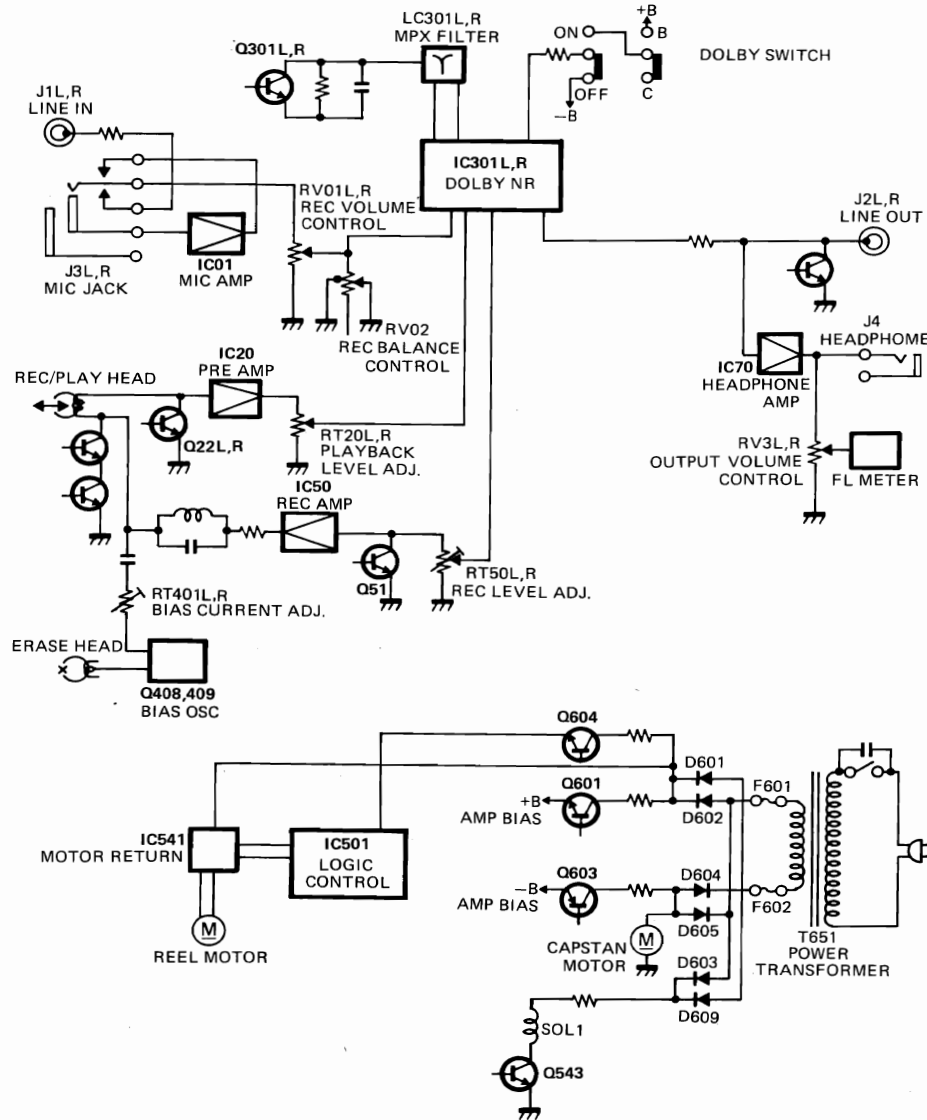 LC301L,R
MPX FILTER
Q301L,R
+B
ON
B
DOLBY SWITCH
OFF
C
—B
J1L,R
LINE IN
IC301L,R
DOLBY NR
RV01L,R
REC VOLUME
CONTROL
J2L,R
LINE OUT
IC01
MIC AMP
J3L,R
MIC JACK
RV02
REC BALANCE
CONTROL
J4
HEADPHOME
IC70
HEADPHONE
AMP
IC20
PRE AMP
REC/PLAY HEAD
Q22L,R
RT20L,R
PLAYBACK
LEVEL ADJ.
RV3L,R
OUTPUT VOLUME
CONTROL
FL METER
IC50
REC AMP
Q51
RT50L,R
REC LEVEL ADJ.
RT401L,R
BIAS CURRENT ADJ.
ERASE HEAD
Q408,409
BIAS OSC
Q604
D601
F601
+B
AMP BIAS
Q601
D602
IC541
MOTOR RETURN
IC501
LOGIC
CONTROL
Q603
D604
—B
AMP BIAS
F602
D605
M
REEL MOTOR
CAPSTAN
MOTOR
M
T651
POWER
TRANSFORMER
D603
D609
SOL1
Q543